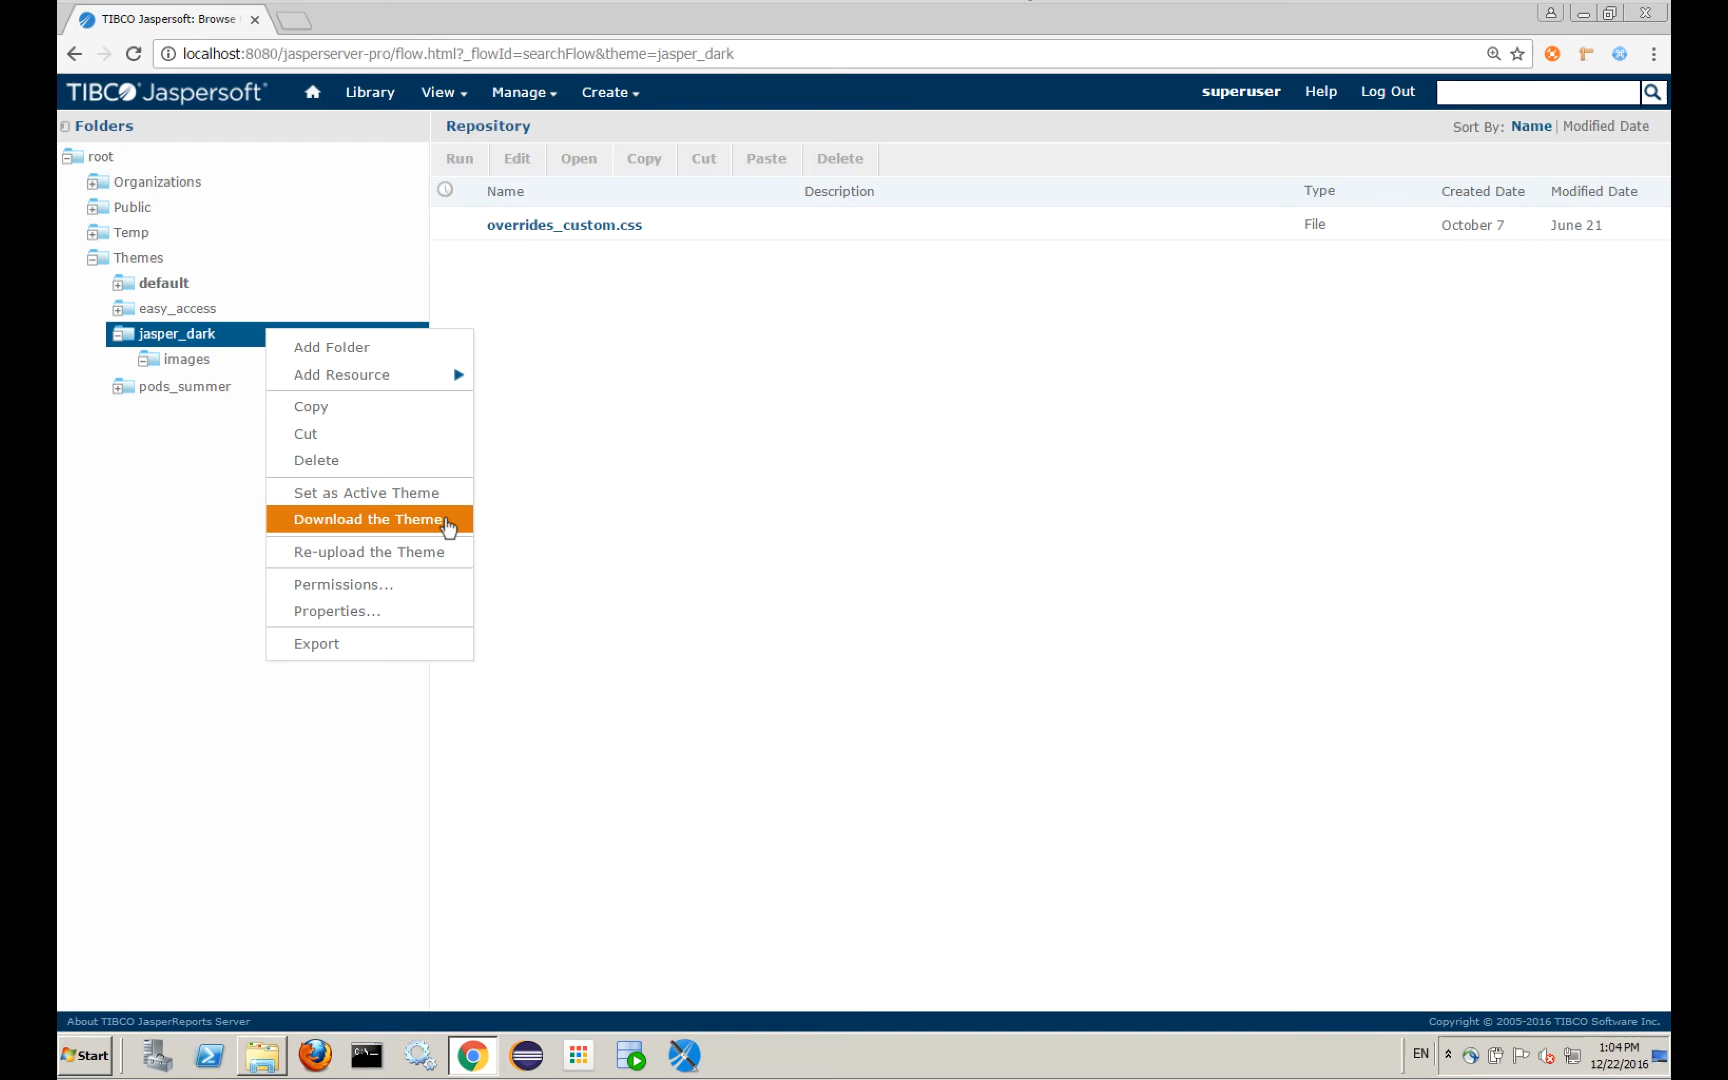 TIBCO Jaspersoft: Browse
localhost:8080/jasperserver-pro/flow.html?_flowId=searchFlow&theme=jasper_dark
TIBCO Jaspersoft Library View Manage Create superuser Help Log Out
Folders
Repository
Sort By: Name | Modified Date
root
Organizations
Public
Temp
Themes
default
easy_access
jasper_dark
images
pods_summer
Run Edit Open Copy Cut Paste Delete
Name Description Type Created Date Modified Date
overrides_custom.css File October 7 June 21
Add Folder
Add Resource
Copy
Cut
Delete
Set as Active Theme
Download the Theme
Re-upload the Theme
Permissions...
Properties...
Export
About TIBCO JasperReports Server
Copyright © 2005-2016 TIBCO Software Inc.
Start
EN
1:04 PM
12/22/2016